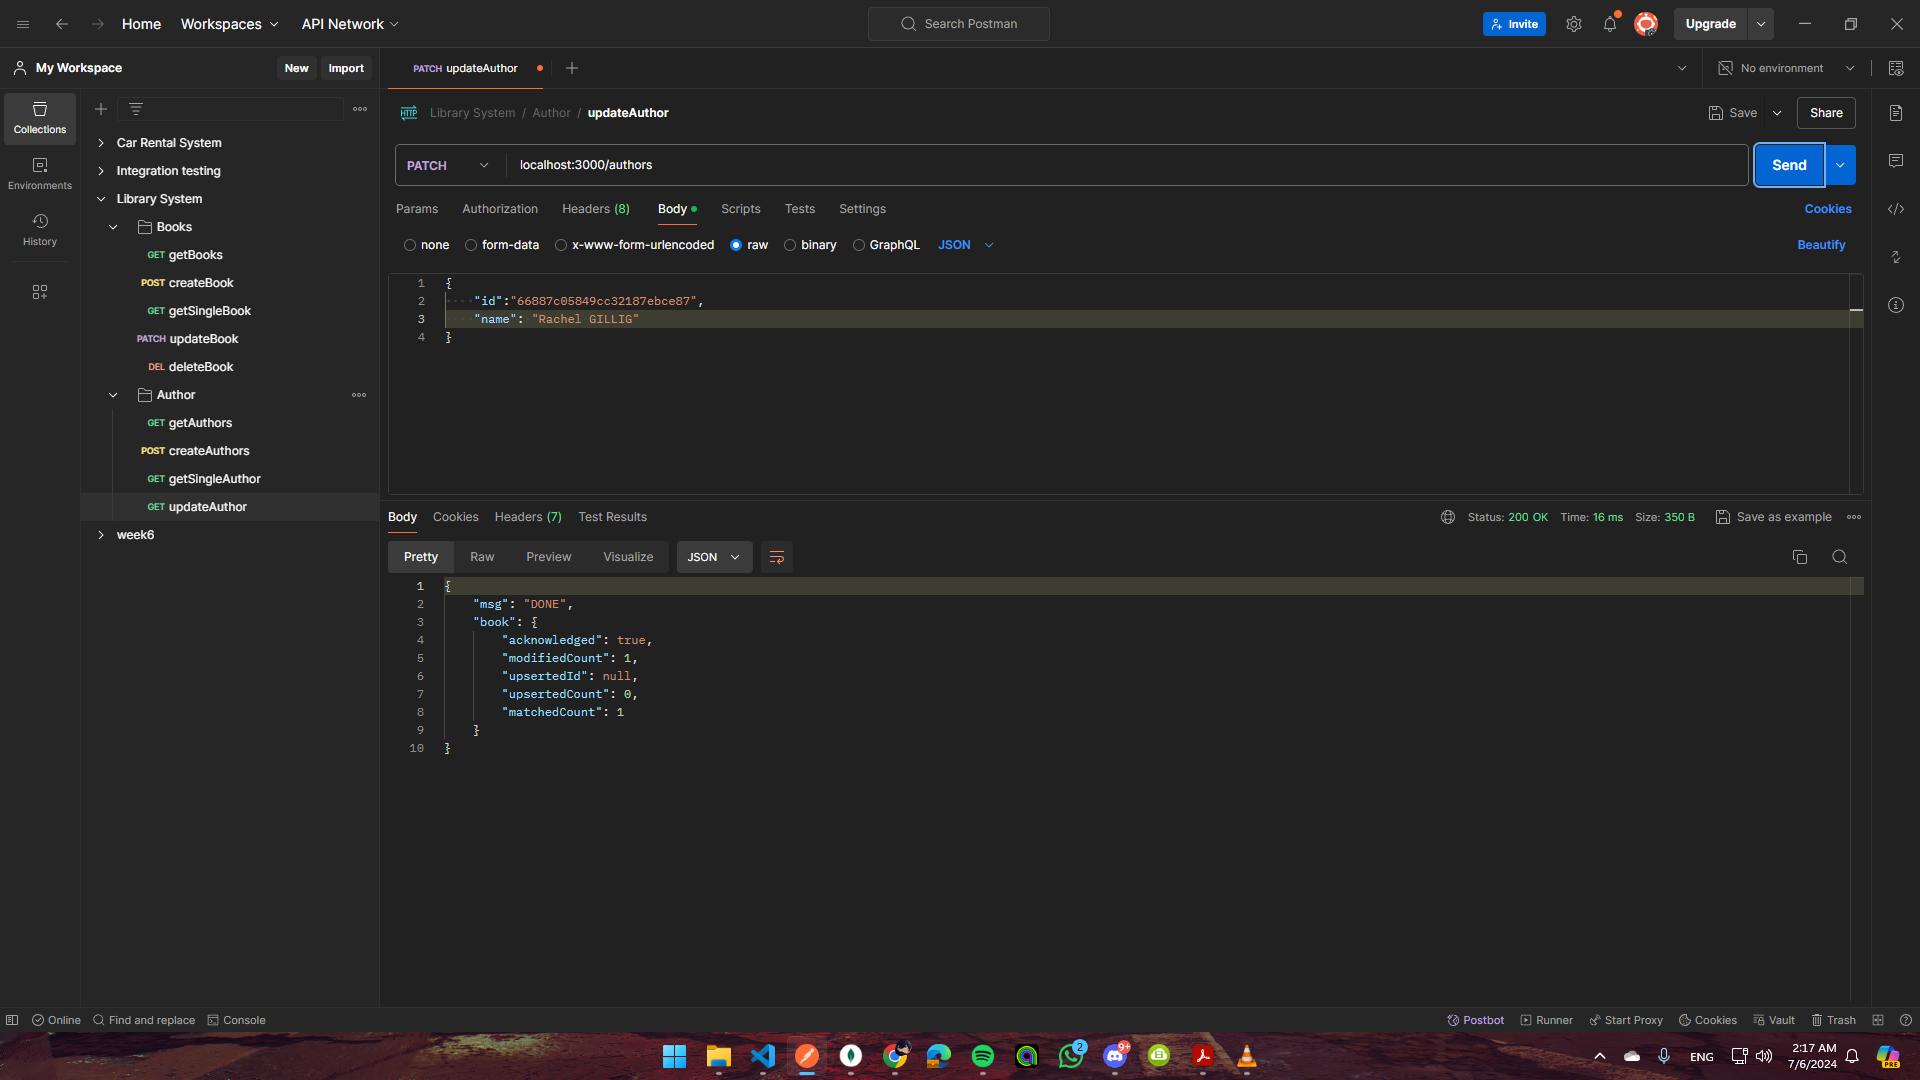 Home Workspaces API Network Search Postman Invite Upgrade
My Workspace New Import PATCH updateAuthor No environment
Collections
Environments
History
Car Rental System
Integration testing
Library System
Books
GET getBooks
POST createBook
GET getSingleBook
PATCH updateBook
DEL deleteBook
Author
GET getAuthors
POST createAuthors
GET getSingleAuthor
GET updateAuthor
week6
HTTP Library System / Author / updateAuthor Save Share
PATCH localhost:3000/authors Send
Params Authorization Headers (8) Body Scripts Tests Settings Cookies
none form-data x-www-form-urlencoded raw binary GraphQL JSON Beautify
1 {
2 "id":"66887c05849cc32187ebce87",
3 "name": "Rachel GILLIG"
4 }
Body Cookies Headers (7) Test Results Status: 200 OK Time: 16 ms Size: 350 B Save as example
Pretty Raw Preview Visualize JSON
1 {
2 "msg": "DONE",
3 "book": {
4 "acknowledged": true,
5 "modifiedCount": 1,
6 "upsertedId": null,
7 "upsertedCount": 0,
8 "matchedCount": 1
9 }
10 }
Online Find and replace Console Postbot Runner Start Proxy Cookies Vault Trash
2 9+ ENG 2:17 AM
7/6/2024 PRE